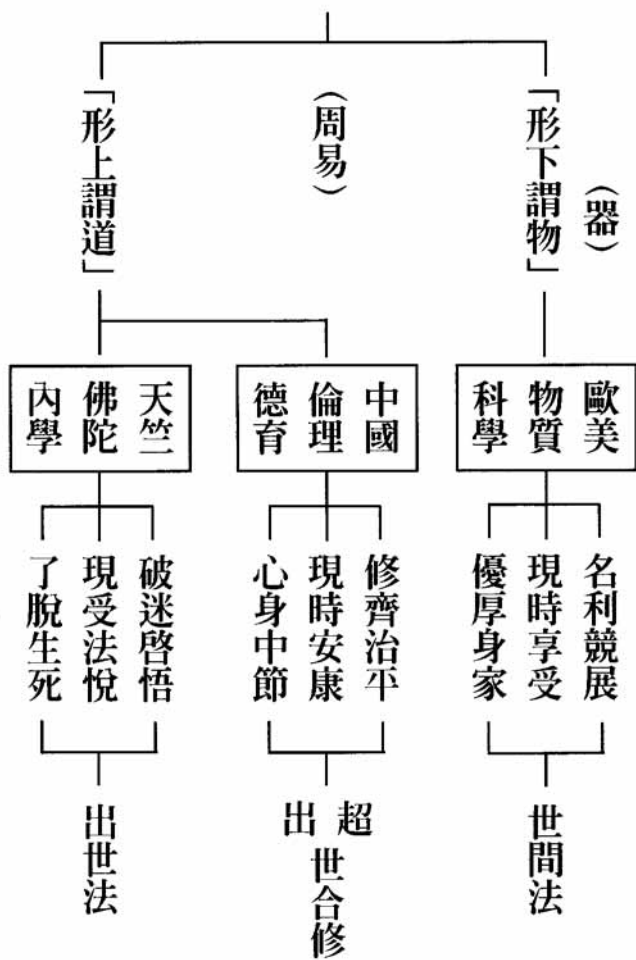 「形下謂物」
（器）
（周易）
「形上謂道」
歐美
物質
科學
中國
倫理
德育
天竺
佛陀
內學
名利競展
現時享受
優厚身家
修齊治平
現時安康
心身中節
破迷啓悟
現受法悅
了脫生死
世間法
超出
世合修
出世法